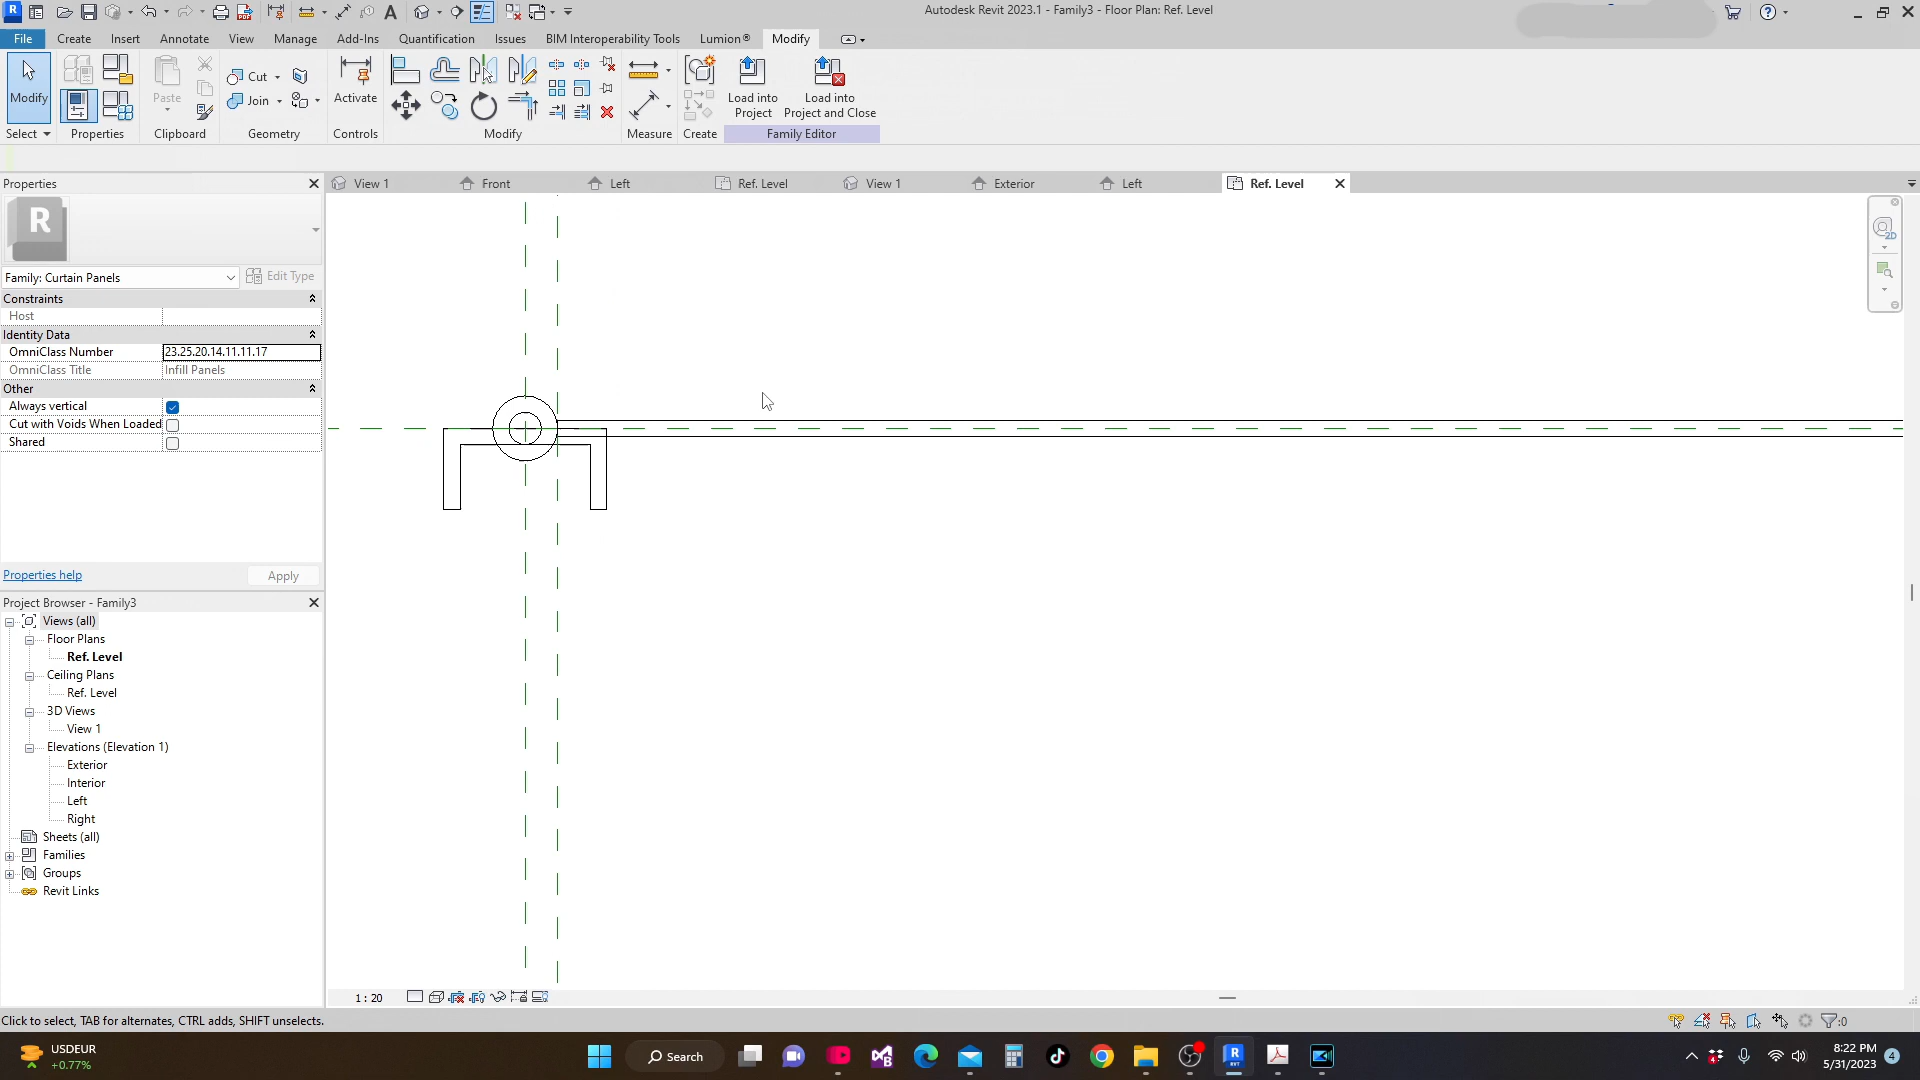 Autodesk Revit 2023.1 - Family3 - Floor Plan: Ref. Level
File Create Insert Annotate View Manage Add-Ins Quantification Issues BIM Interoperability Tools Lumion® Modify
Modify
Paste
Cut
Join
Activate
Load into Project
Load into Project and Close
Select Properties Clipboard Geometry Controls Modify Measure Create Family Editor
Properties
View 1 Front Left Ref. Level View 1 Exterior Left Ref. Level
R
Family: Curtain Panels Edit Type
Constraints
Host
Identity Data
OmniClass Number 23.25.20.14.11.11.17
OmniClass Title Infill Panels
Other
Always vertical
Cut with Voids When Loaded
Shared
Properties help Apply
Project Browser - Family3
Views (all)
Floor Plans
Ref. Level
Ceiling Plans
Ref. Level
3D Views
View 1
Elevations (Elevation 1)
Exterior
Interior
Left
Right
Sheets (all)
Families
Groups
Revit Links
1 : 20
Click to select, TAB for alternates, CTRL adds, SHIFT unselects.
:0
USDEUR
+0.77%
Search
8:22 PM
5/31/2023
4